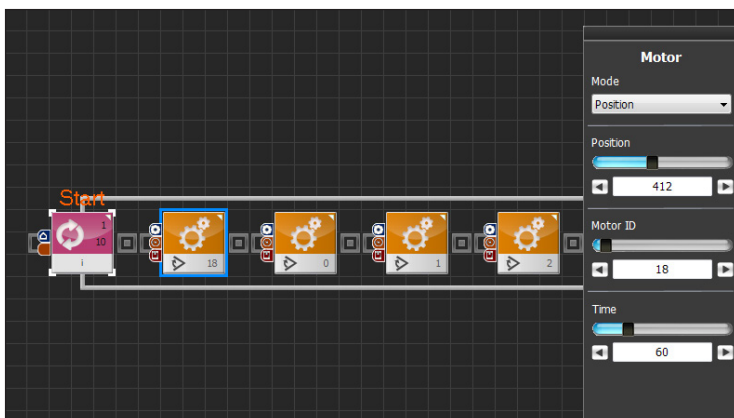 Start
1
10
i
18
0
1
2
Motor
Mode
Position
Position
412
Motor ID
18
Time
60